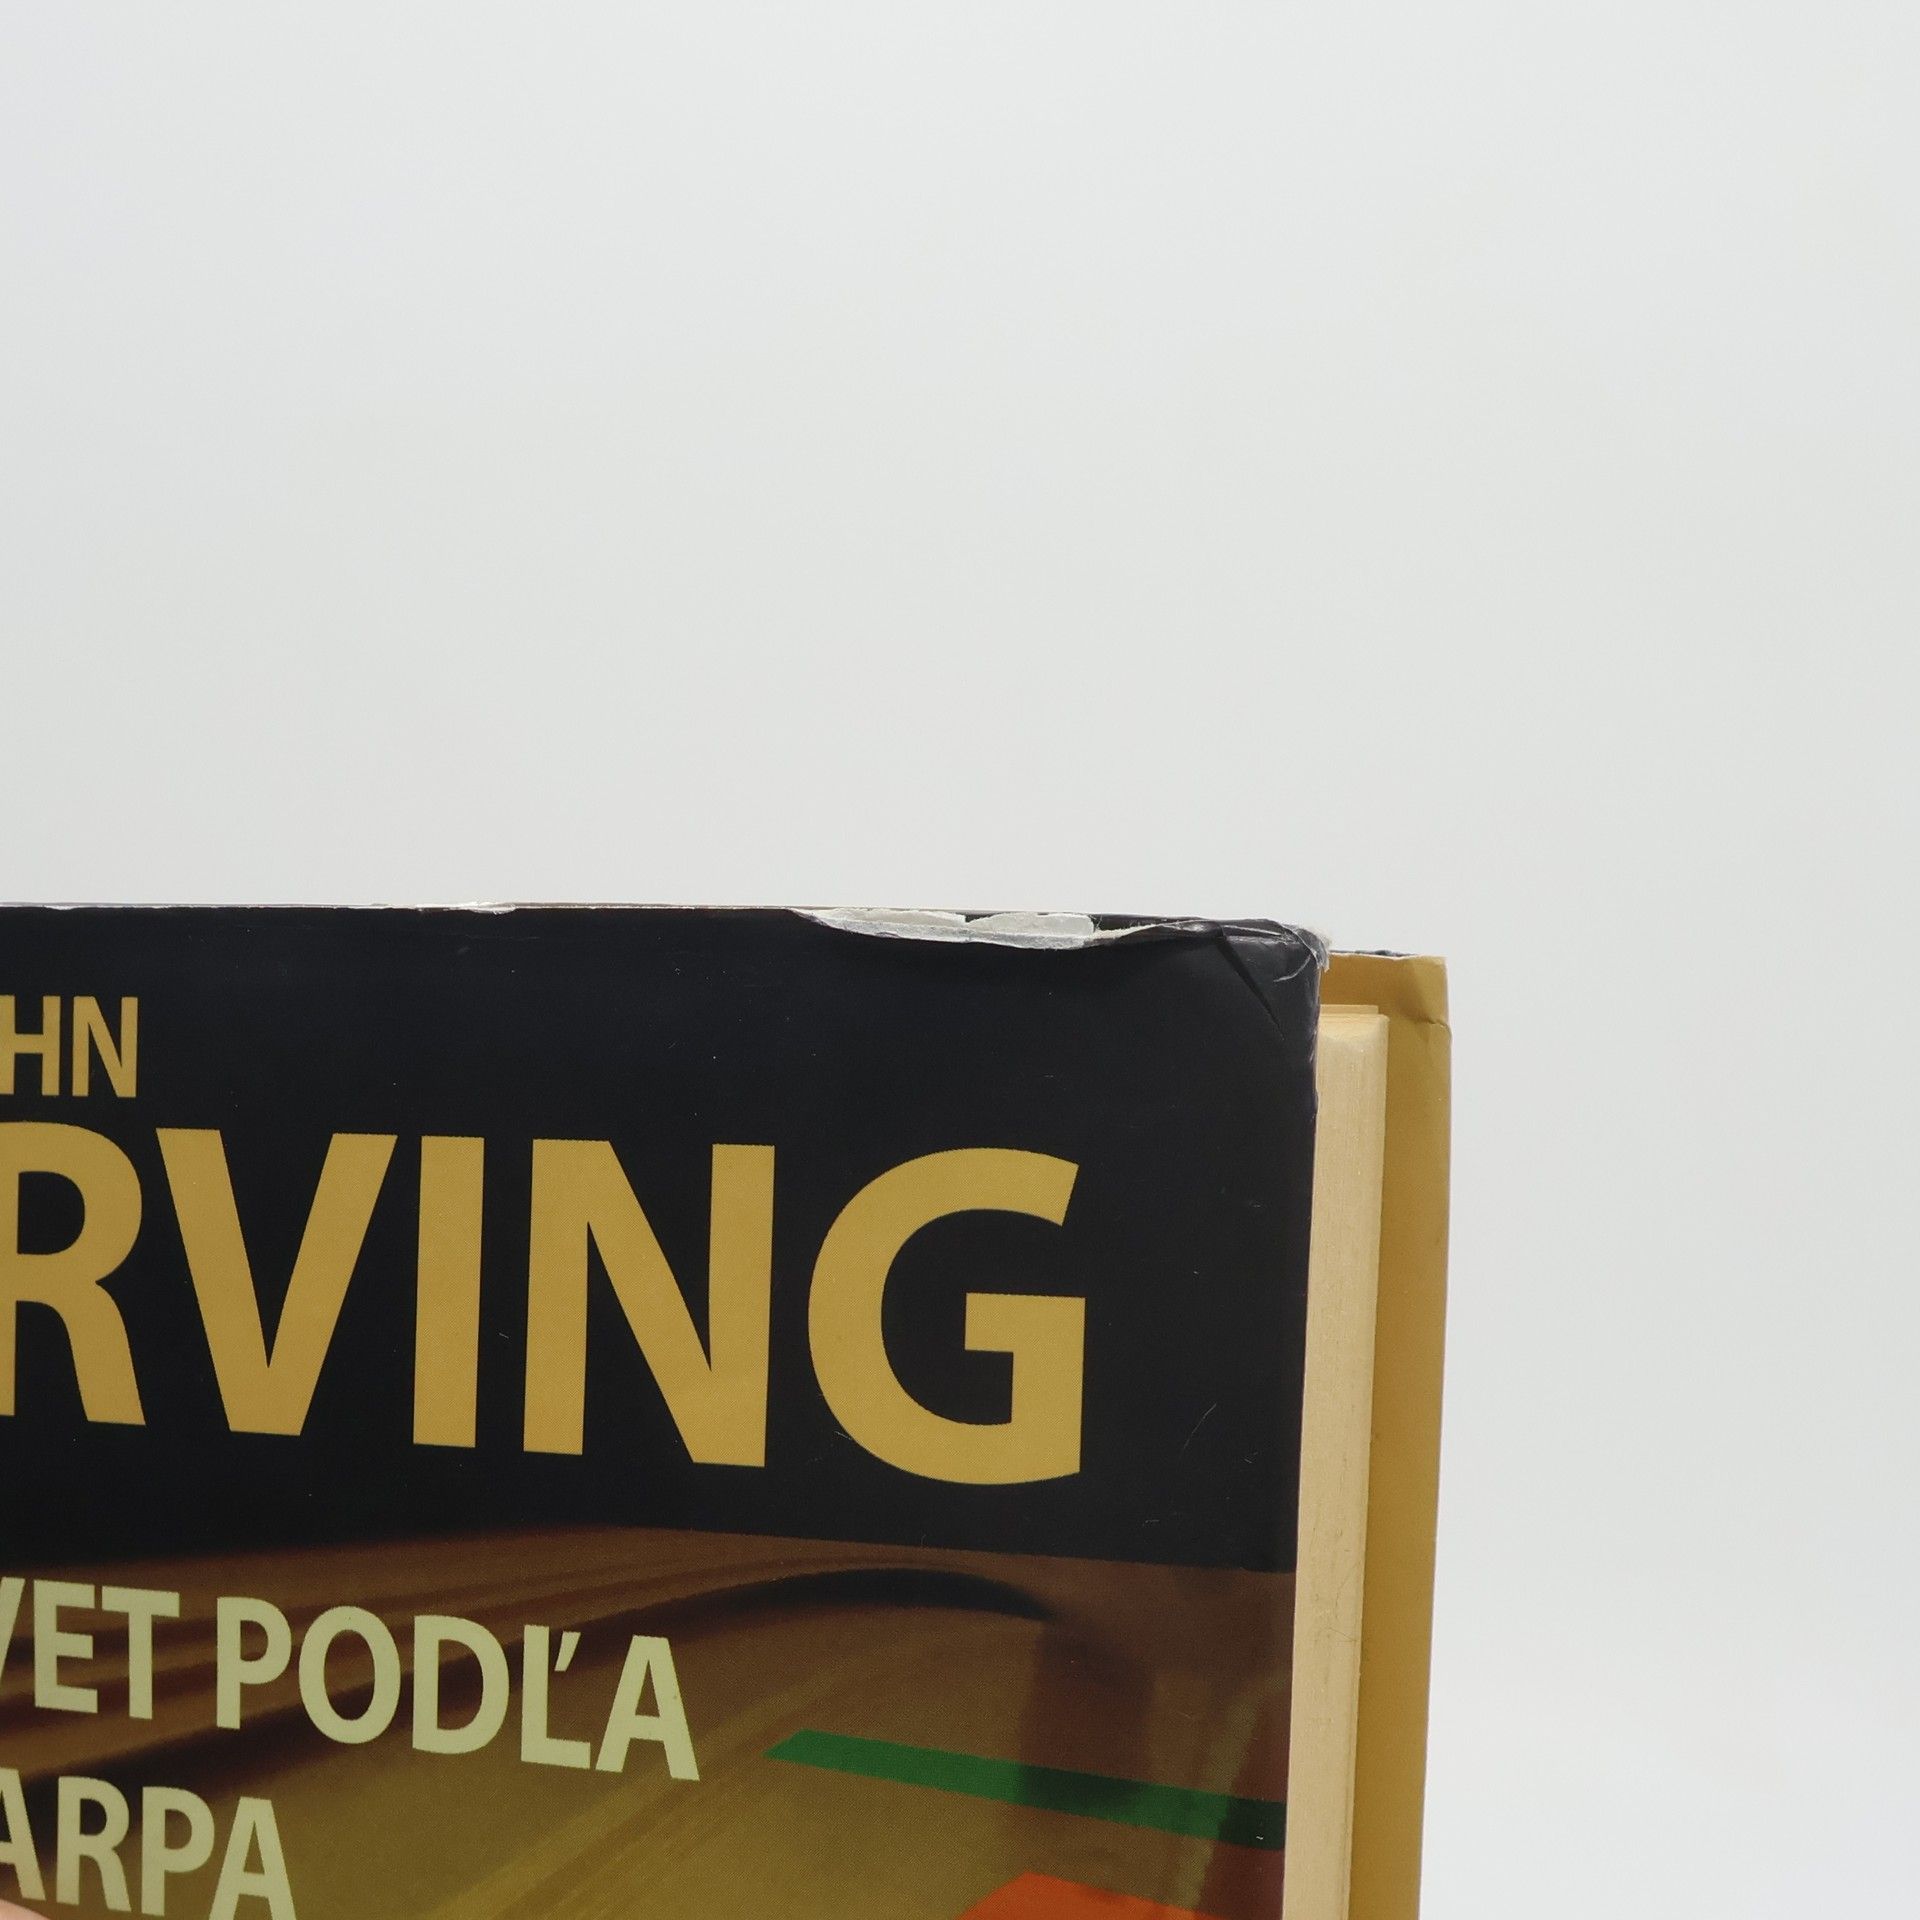 HN
RVING
VET PODĽA
ARPA